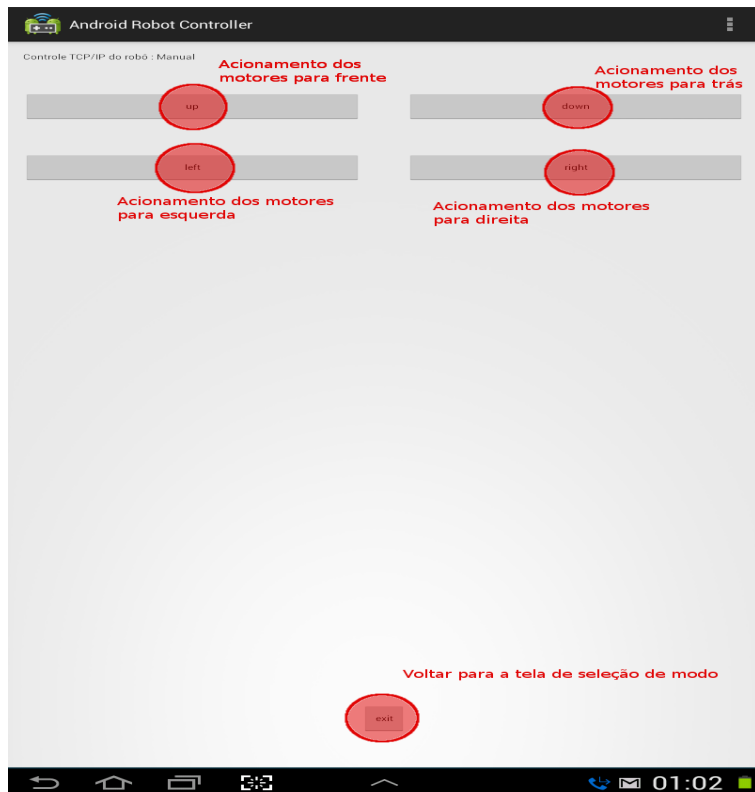 Android Robot Controller
Controle TCP/IP do robó : Manual
Acionamento dos
motores para frente
Acionamento dos
motores para trás
up
down
left
right
Acionamento dos motores
para esquerda
Acionamento dos motores
para direita
Voltar para a tela de seleção de modo
exit
01:02